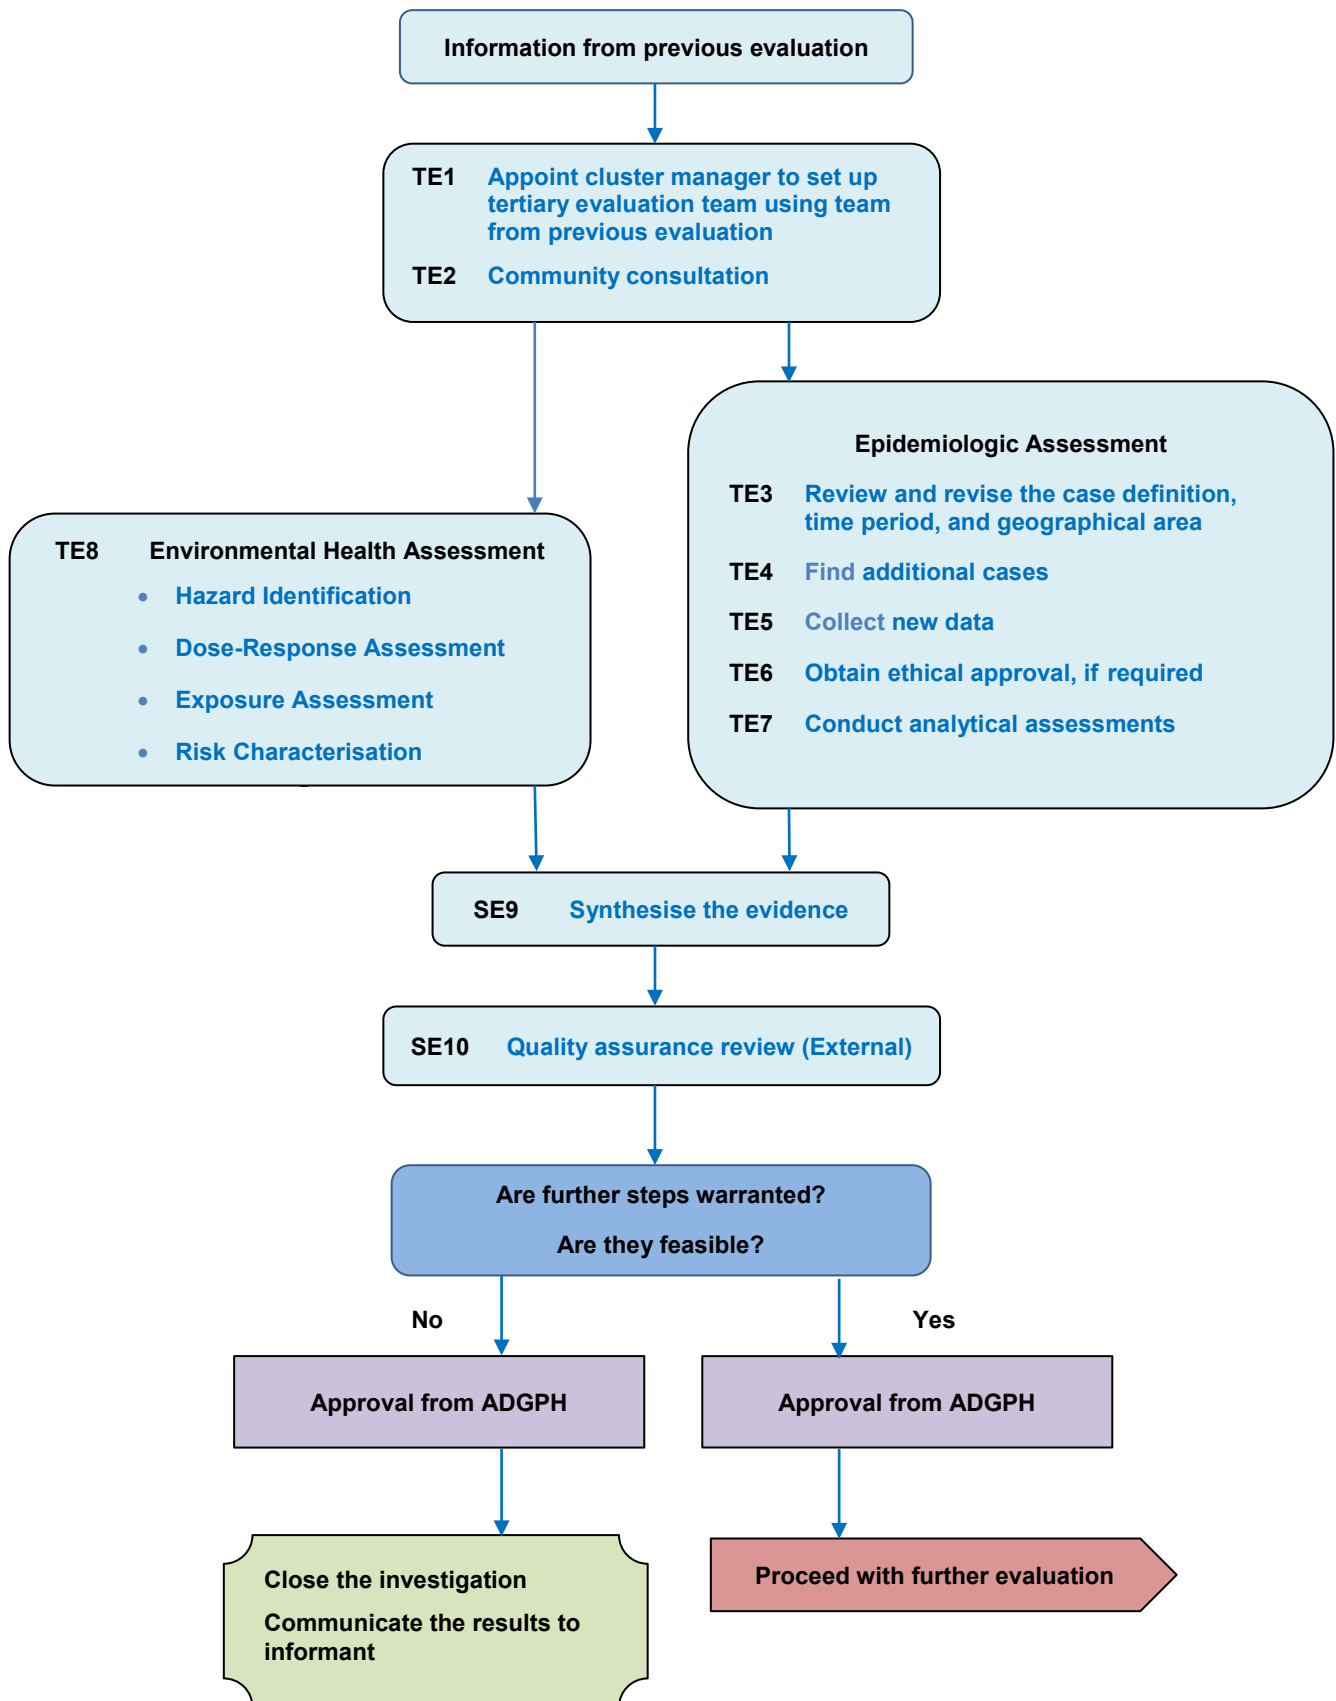 Information from previous evaluation
TE1 Appoint cluster manager to set up
tertiary evaluation team using team
from previous evaluation
TE2 Community consultation
TE8 Environmental Health Assessment
• Hazard Identification
• Dose-Response Assessment
• Exposure Assessment
• Risk Characterisation
Epidemiologic Assessment
TE3 Review and revise the case definition,
time period, and geographical area
TE4 Find additional cases
TE5 Collect new data
TE6 Obtain ethical approval, if required
TE7 Conduct analytical assessments
SE9 Synthesise the evidence
SE10 Quality assurance review (External)
Are further steps warranted?
Are they feasible?
No
Yes
Approval from ADGPH
Approval from ADGPH
Close the investigation
Communicate the results to
informant
Proceed with further evaluation